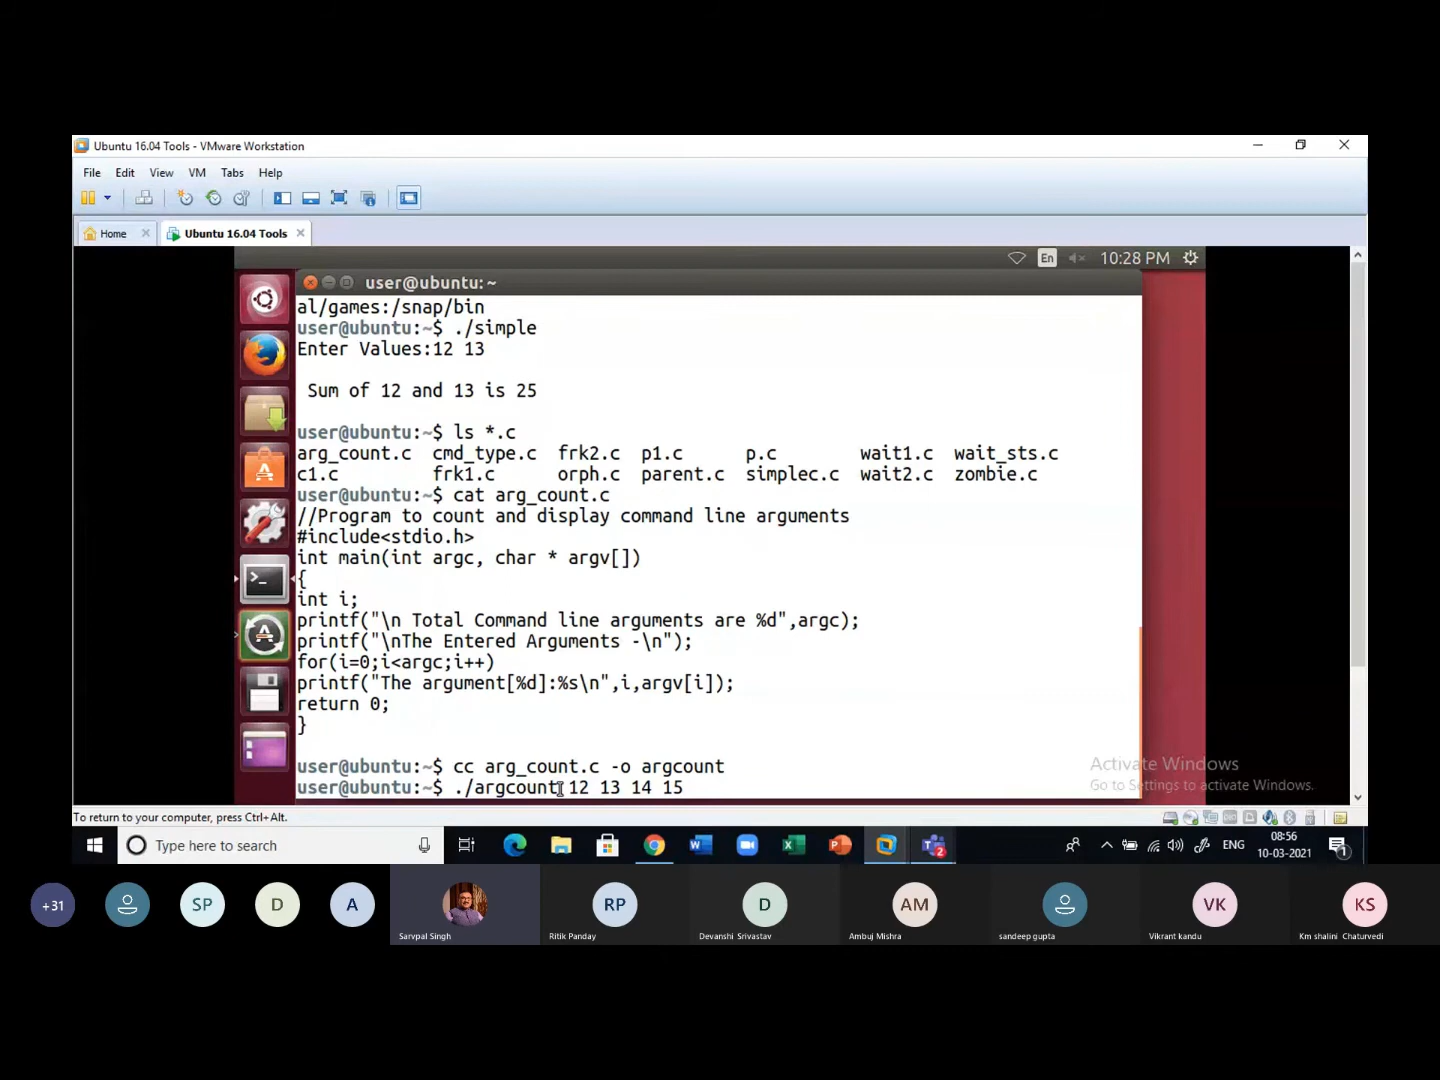 Ubuntu 16.04 Tools - VMware Workstation
File Edit View VM Tabs Help
Home
Ubuntu 16.04 Tools
En
10:28 PM
user@ubuntu: ~
al/games:/snap/bin
user@ubuntu:~$ ./simple
Enter Values:12 13
Sum of 12 and 13 is 25
user@ubuntu:~$ ls *.c
arg_count.c cmd_type.c frk2.c p1.c p.c wait1.c wait_sts.c
c1.c frk1.c orph.c parent.c simplec.c wait2.c zombie.c
user@ubuntu:~$ cat arg_count.c
//Program to count and display command line arguments
#include<stdio.h>
int main(int argc, char * argv[])
{
int i;
printf("\n Total Command line arguments are %d",argc);
printf("\nThe Entered Arguments -\n");
for(i=0;i<argc;i++)
printf("The argument[%d]:%s\n",i,argv[i]);
return 0;
}
user@ubuntu:~$ cc arg_count.c -o argcount
user@ubuntu:~$ ./argcount 12 13 14 15
Activate Windows
Go to Settings to activate Windows.
To return to your computer, press Ctrl+Alt.
Type here to search
ENG
08:56
10-03-2021
+31
SP
D
A
Sarvpal Singh
RP
Ritik Panday
D
Devanshi Srivastav
AM
Ambuj Mishra
sandeep gupta
VK
Vikrant kandu
KS
Km shalini Chaturvedi